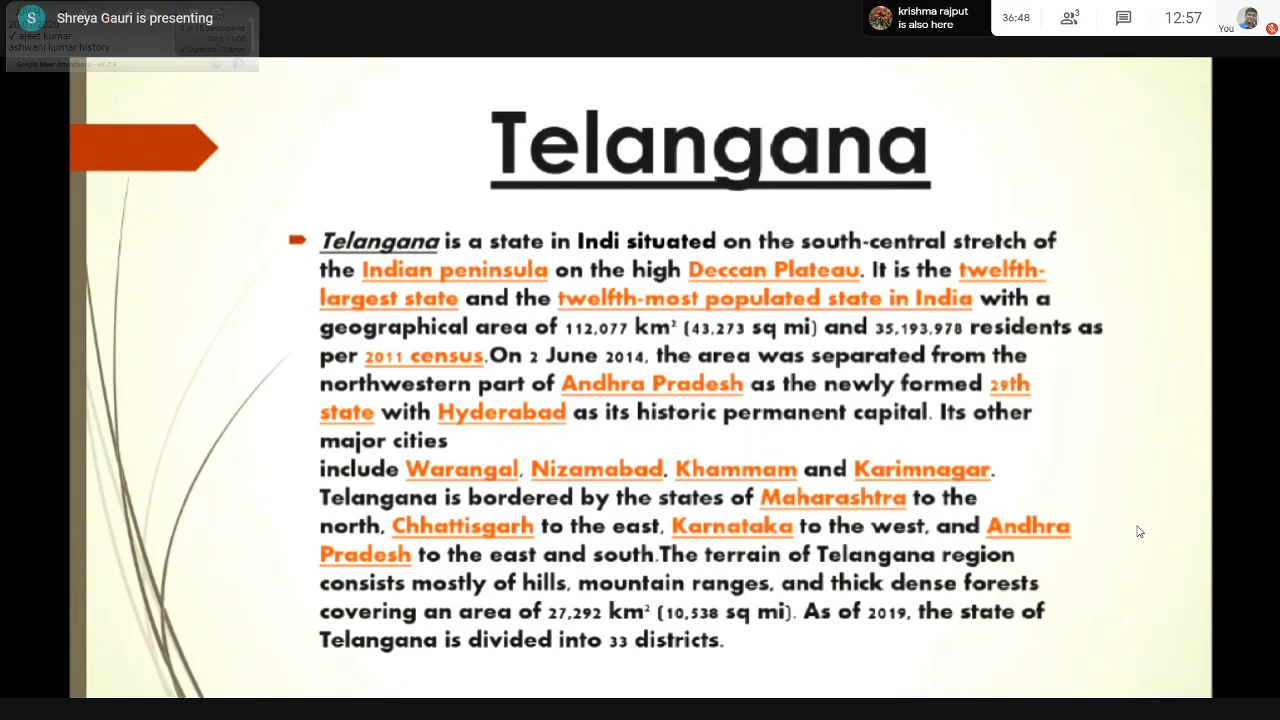 S Shreya Gauri is presenting
✓ ajeet kumar
ashwani kumar history
Google Meet Attendance - v0.7.9
krishma rajput
is also here
36:48
3
12:57
You
Telangana
Telangana is a state in Indi situated on the south-central stretch of
the Indian peninsula on the high Deccan Plateau. It is the twelfth-
largest state and the twelfth-most populated state in India with a
geographical area of 112,077 km² (43,273 sq mi) and 35,193,978 residents as
per 2011 census.On 2 June 2014, the area was separated from the
northwestern part of Andhra Pradesh as the newly formed 29th
state with Hyderabad as its historic permanent capital. Its other
major cities
include Warangal, Nizamabad, Khammam and Karimnagar.
Telangana is bordered by the states of Maharashtra to the
north, Chhattisgarh to the east, Karnataka to the west, and Andhra
Pradesh to the east and south.The terrain of Telangana region
consists mostly of hills, mountain ranges, and thick dense forests
covering an area of 27,292 km² (10,538 sq mi). As of 2019, the state of
Telangana is divided into 33 districts.